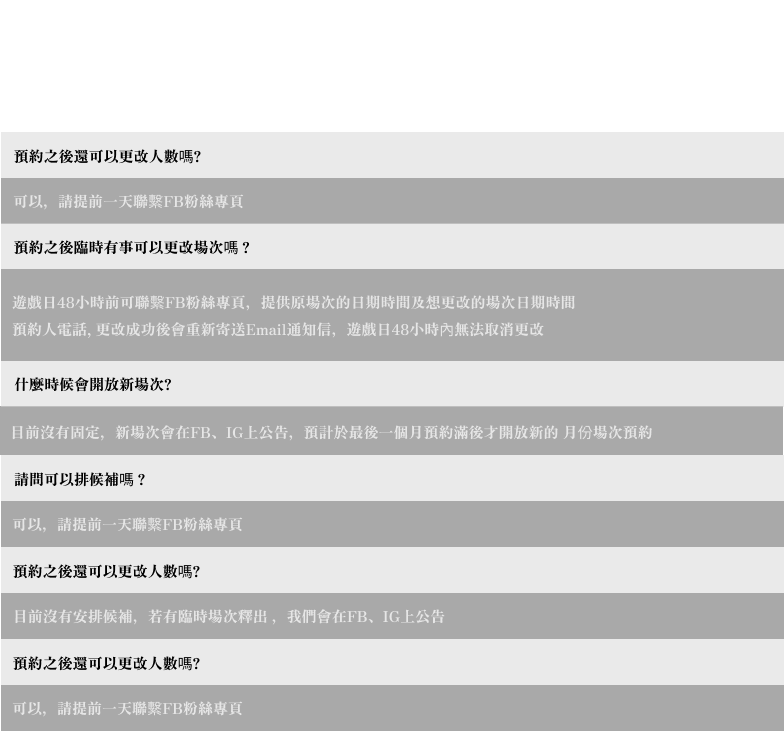 預約之後還可以更改人數嗎?
可以，請提前一天聯繫FB粉絲專頁
預約之後臨時有事可以更改場次嗎？
遊戲日48小時前可聯繫FB粉絲專頁，提供原場次的日期時間及想更改的場次日期時間
預約人電話, 更改成功後會重新寄送Email通知信，遊戲日48小時內無法取消更改
什麼時候會開放新場次?
目前沒有固定，新場次會在FB、IG上公告，預計於最後一個月預約滿後才開放新的 月份場次預約
請問可以排候補嗎？
可以，請提前一天聯繫FB粉絲專頁
預約之後還可以更改人數嗎?
目前沒有安排候補，若有臨時場次釋出，我們會在FB、IG上公告
預約之後還可以更改人數嗎?
可以，請提前一天聯繫FB粉絲專頁